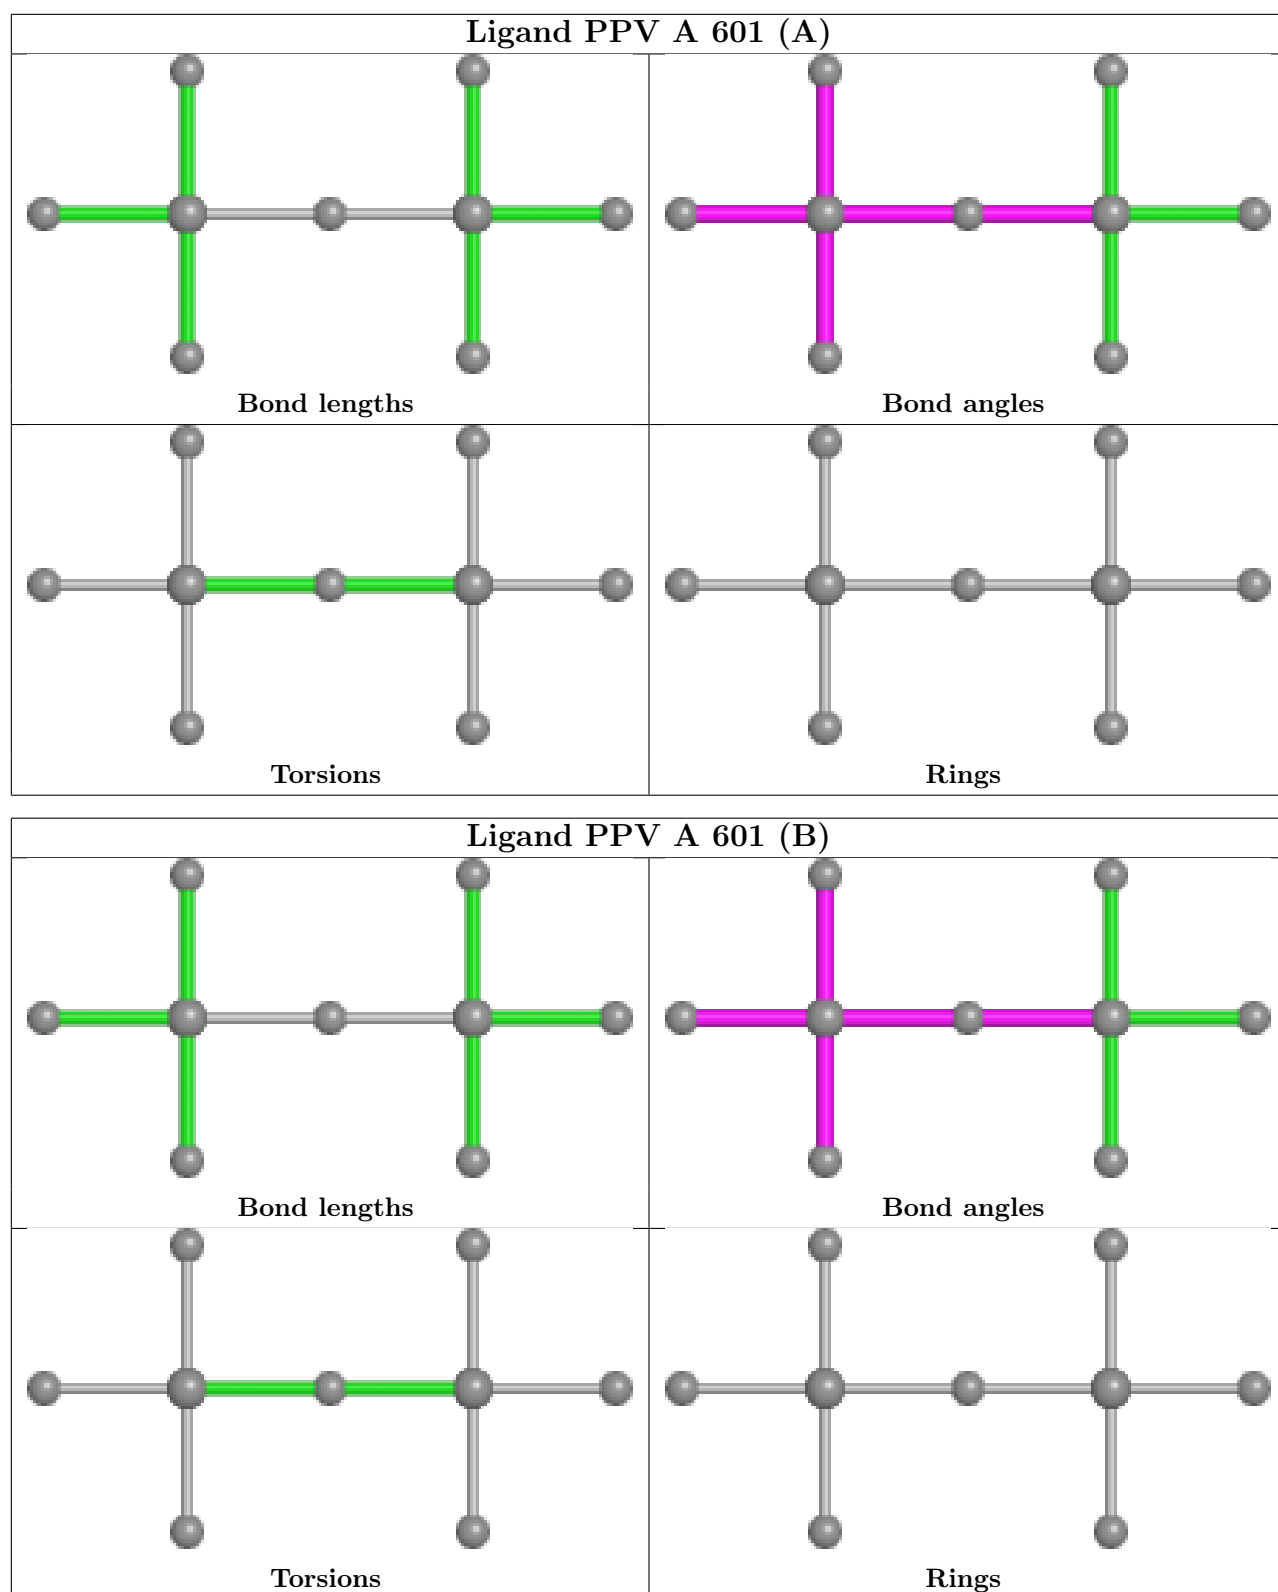 Ligand PPV A 601 (A)
Bond lengths
Bond angles
Torsions
Rings
Ligand PPV A 601 (B)
Bond lengths
Bond angles
Torsions
Rings